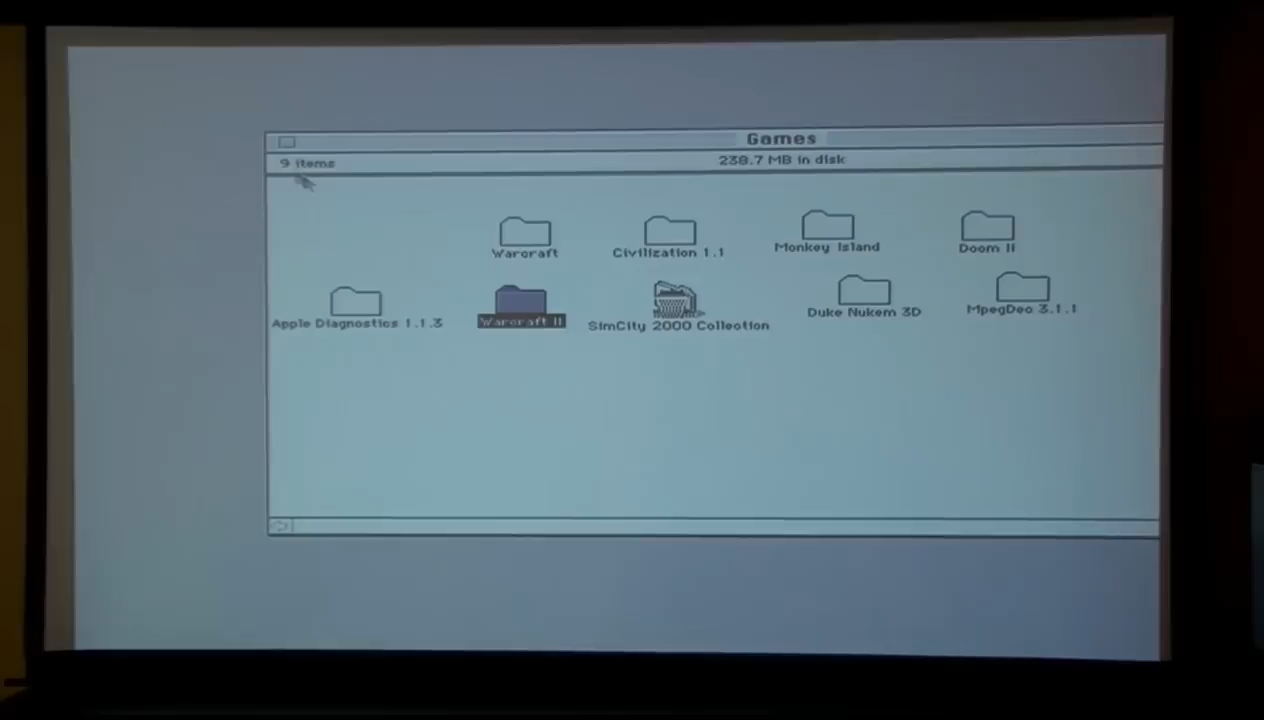 Games
9 items
238.7 MB in disk
Warcraft
Civilization 1.1
Monkey Island
Doom II
Apple Diagnostics 1.1.3
Warcraft II
SimCity 2000 Collection
Duke Nukem 3D
MpegDec 3.1.1